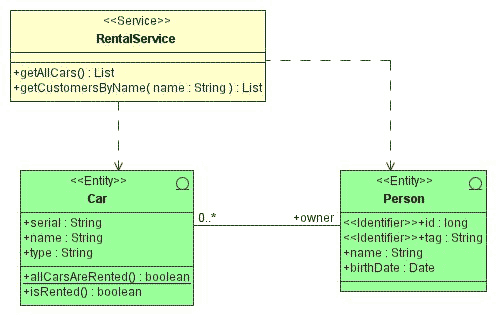 <<Service>>
RentalService
+getAllCars() : List
+getCustomersByName( name : String ) : List
<<Entity>>
Car
+serial : String
+name : String
+type : String
+allCarsAreRented() : boolean
+isRented() : boolean
0..*
+owner
<<Entity>>
Person
<<Identifier>>+id : long
<<Identifier>>+tag : String
+name : String
+birthDate : Date